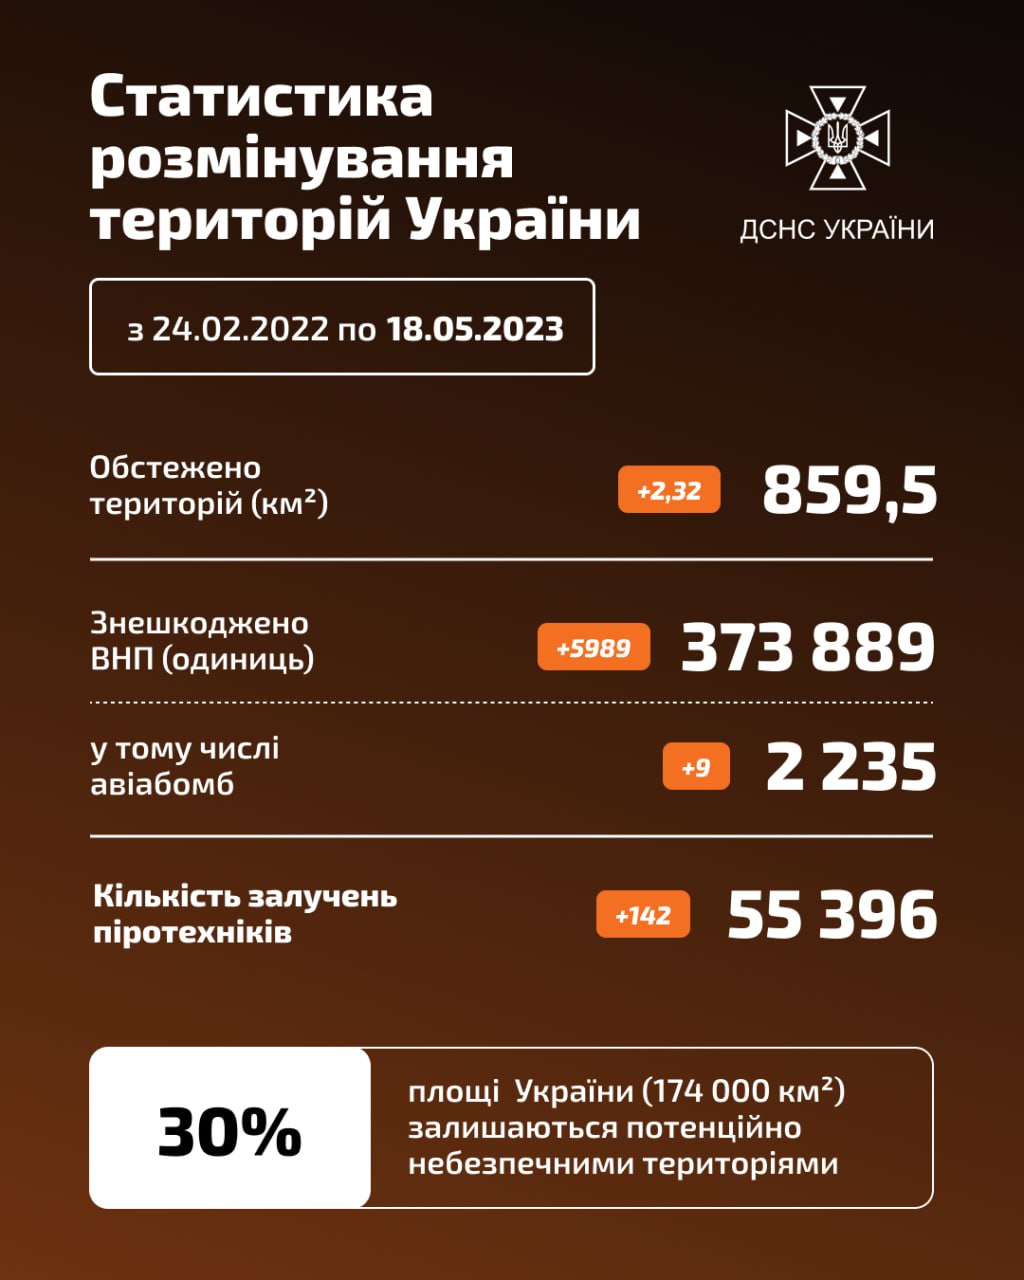 Статистика
розмінування
територій України
ДСНС УКРАЇНИ
з 24.02.2022 по 18.05.2023
Обстежено
територій (км²)
+2,32
859,5
Знешкоджено
ВНП (одиниць)
+5989
373 889
у тому числі
авіабомб
+9
2 235
Кількість залучень
піротехніків
+142
55 396
30%
площі України (174 000 км²)
залишаються потенційно
небезпечними територіями